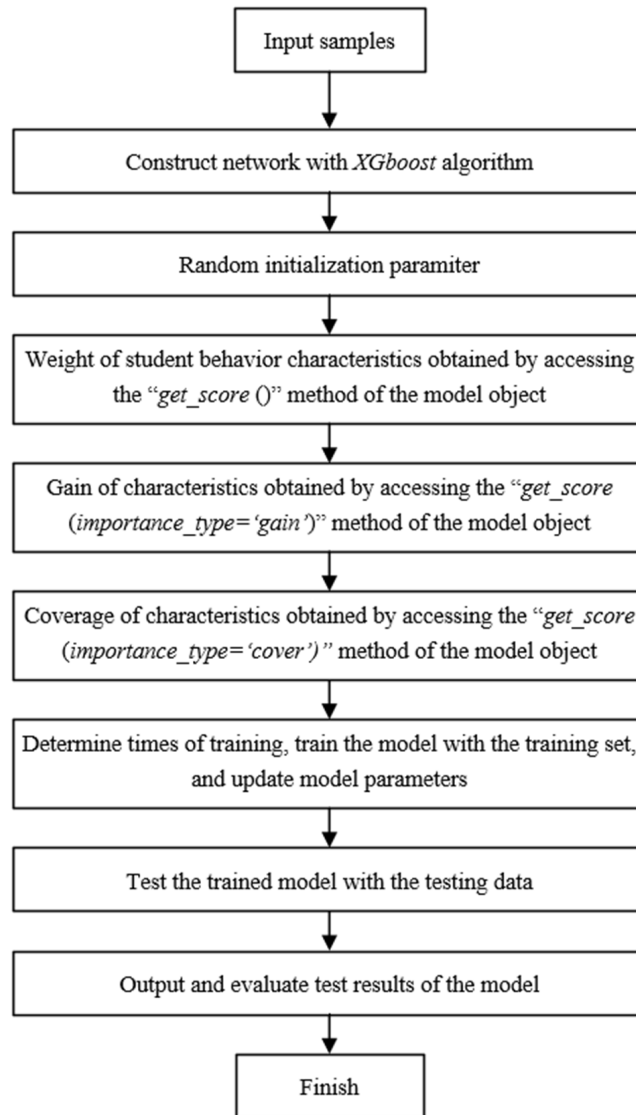 Input samples
Construct network with XGboost algorithm
Random initialization paramiter
Weight of student behavior characteristics obtained by accessing
the “get_score ()” method of the model object
Gain of characteristics obtained by accessing the “get_score
(importance_type=‘gain’)” method of the model object
Coverage of characteristics obtained by accessing the “get_score
(importance_type=‘cover’)” method of the model object
Determine times of training, train the model with the training set,
and update model parameters
Test the trained model with the testing data
Output and evaluate test results of the model
Finish